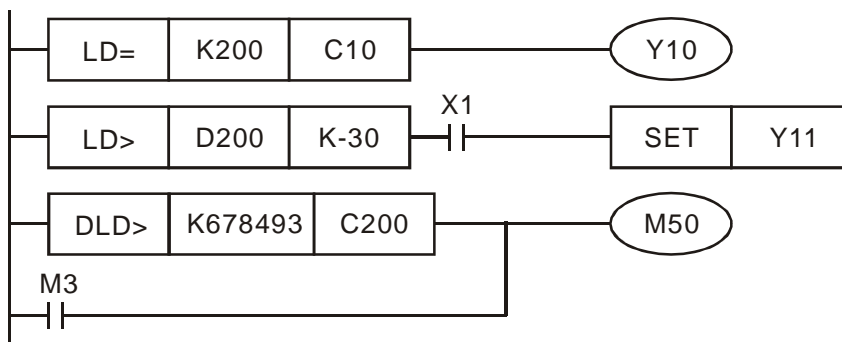 LD= K200 C10 Y10
X1
LD> D200 K-30 SET Y11
DLD> K678493 C200 M50
M3